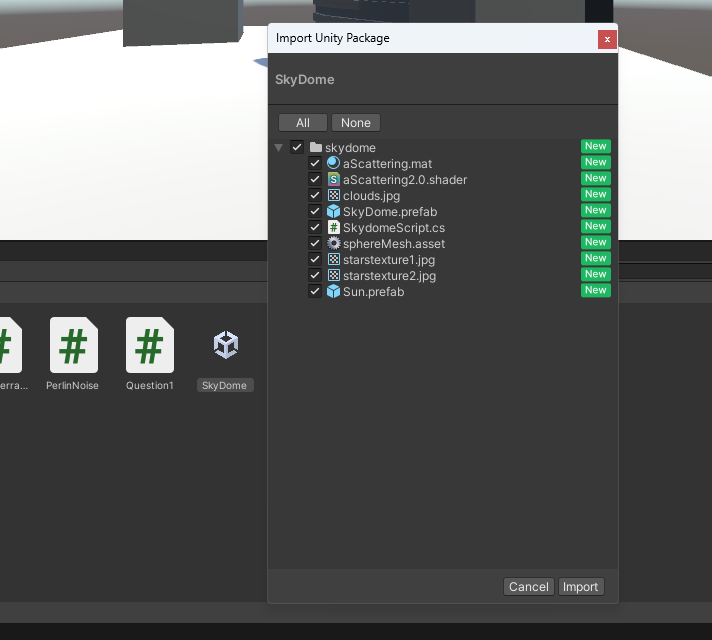 Import Unity Package
x
SkyDome
All None
skydome New
aScattering.mat New
aScattering2.0.shader New
clouds.jpg New
SkyDome.prefab New
SkydomeScript.cs New
sphereMesh.asset New
starstexture1.jpg New
starstexture2.jpg New
Sun.prefab New
# # #
erra... PerlinNoise Question1 SkyDome
Cancel Import